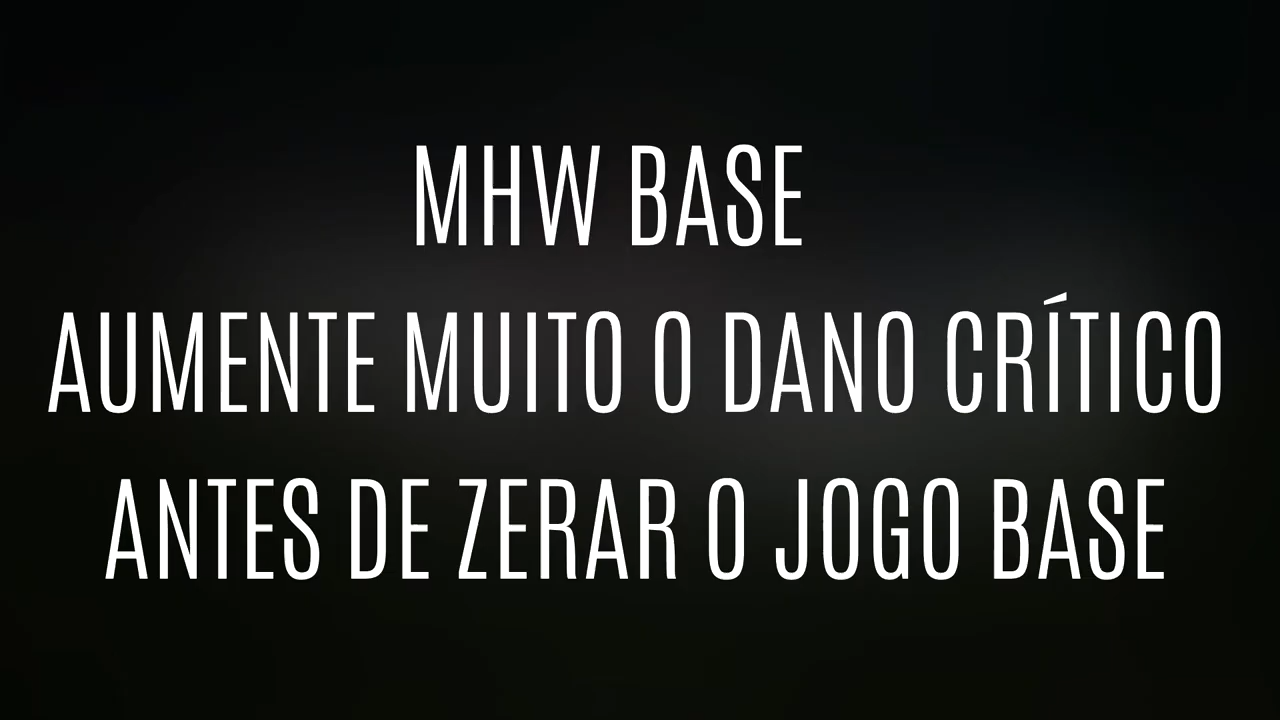 MHW BASE
AUMENTE MUITO O DANO CRÍTICO
ANTES DE ZERAR O JOGO BASE